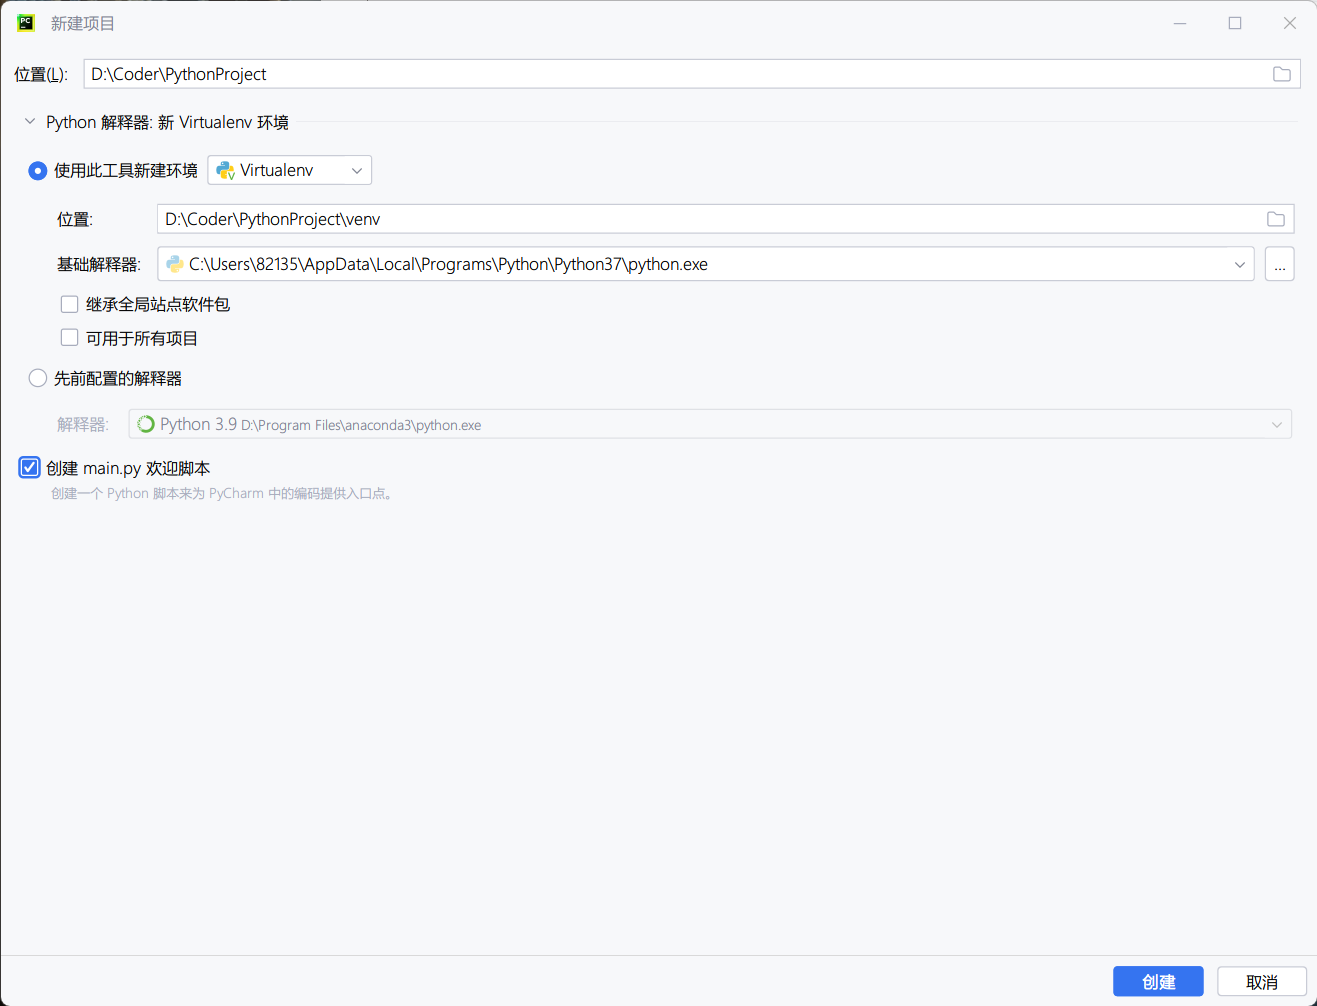 PC 新建项目
位置(L): D:\Coder\PythonProject
Python 解释器: 新 Virtualenv 环境
使用此工具新建环境 Virtualenv
位置: D:\Coder\PythonProject\venv
基础解释器: C:\Users\82135\AppData\Local\Programs\Python\Python37\python.exe ...
继承全局站点软件包
可用于所有项目
先前配置的解释器
解释器: Python 3.9 D:\Program Files\anaconda3\python.exe
创建 main.py 欢迎脚本
创建一个 Python 脚本来为 PyCharm 中的编码提供入口点。
创建 取消